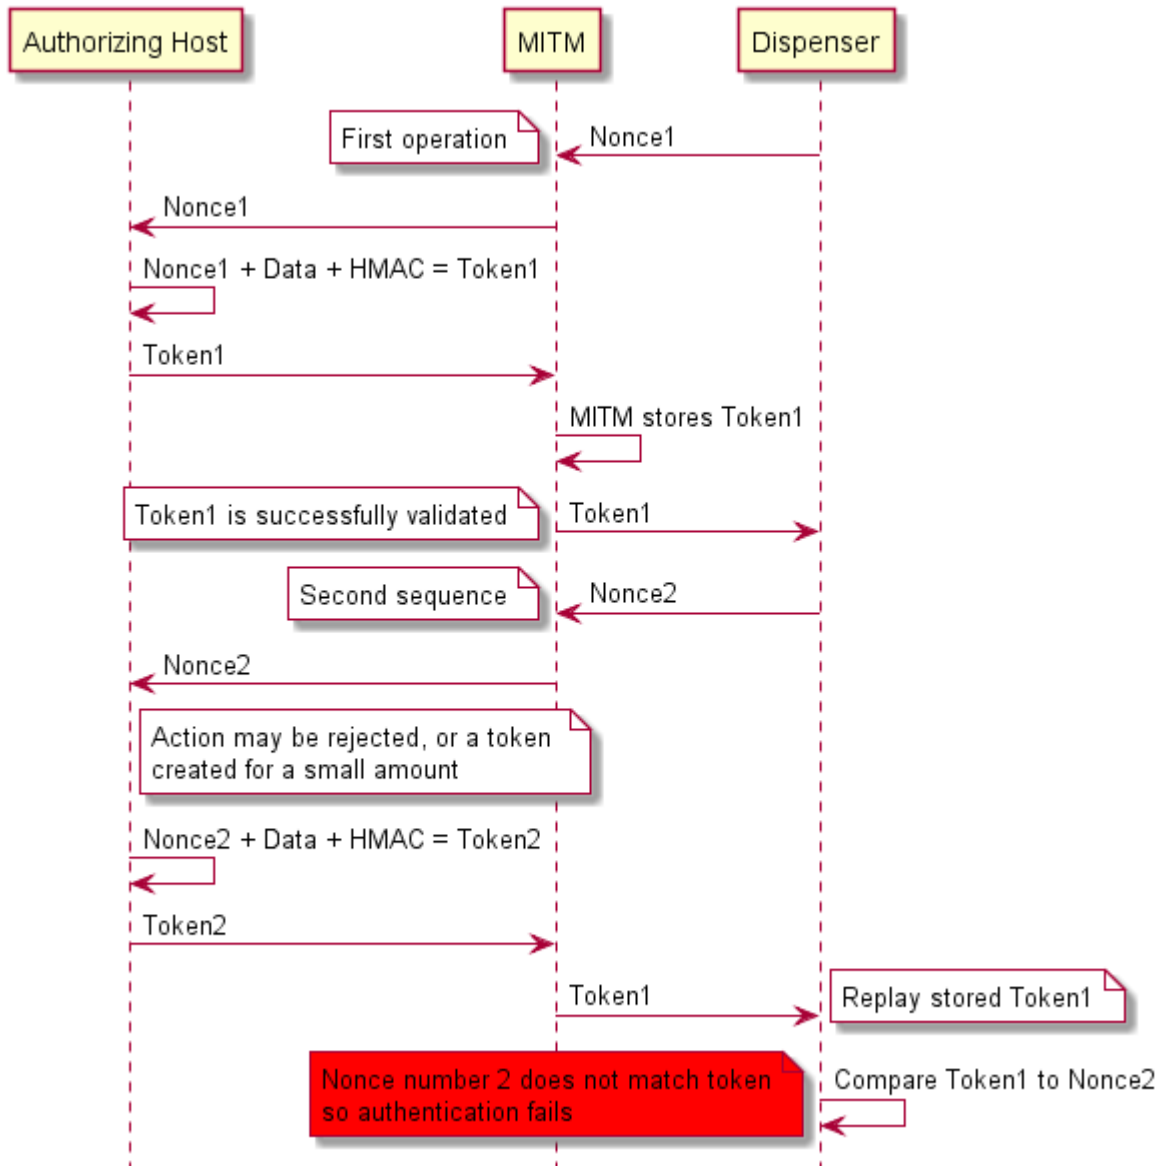 Authorizing Host
MITM
Dispenser
First operation
Nonce1
Nonce1
Nonce1 + Data + HMAC = Token1
Token1
MITM stores Token1
Token1 is successfully validated
Token1
Second sequence
Nonce2
Nonce2
Action may be rejected, or a token
created for a small amount
Nonce2 + Data + HMAC = Token2
Token2
Token1
Replay stored Token1
Nonce number 2 does not match token
so authentication fails
Compare Token1 to Nonce2